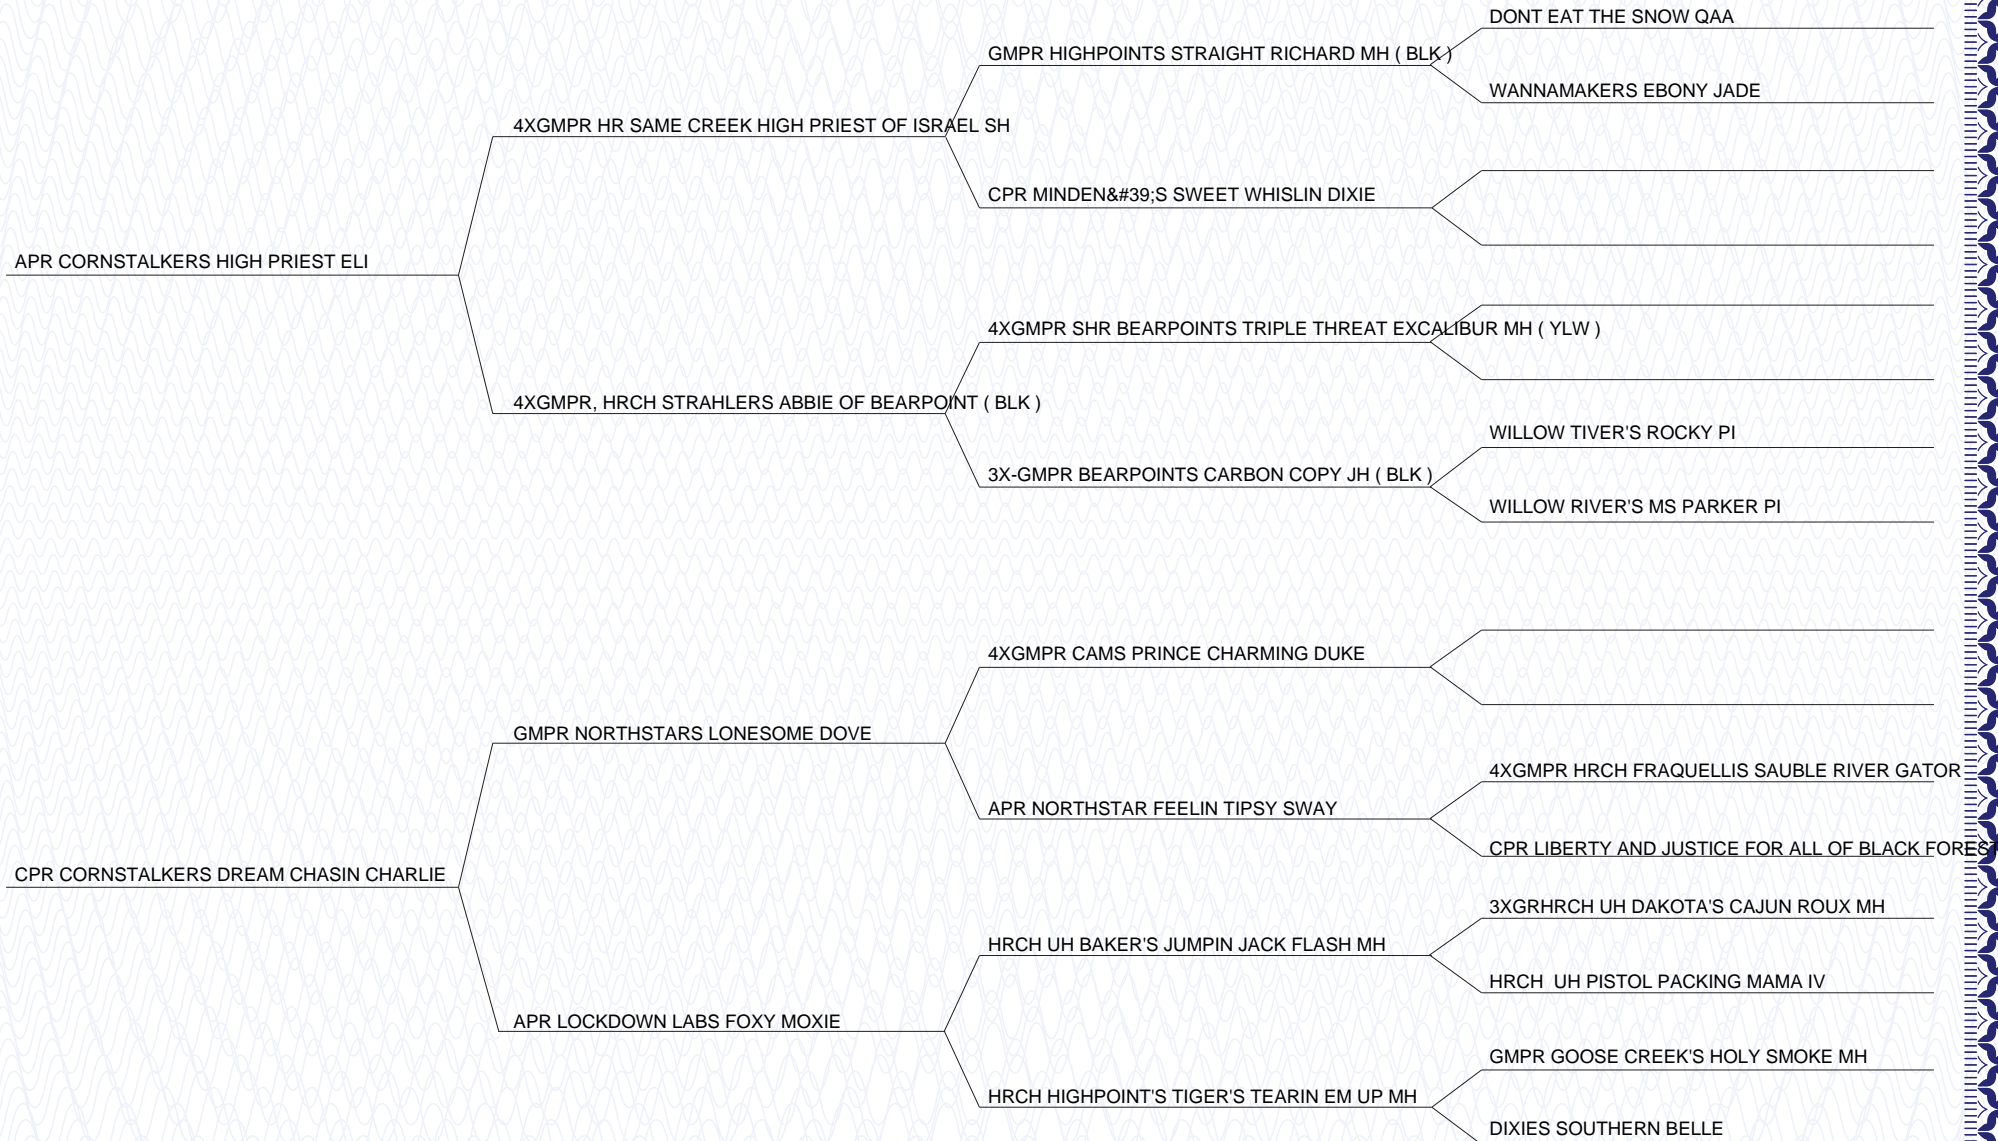 DONT EAT THE SNOW QAA
GMPR HIGHPOINTS STRAIGHT RICHARD MH ( BLK )
WANNAMAKERS EBONY JADE
4XGMPR HR SAME CREEK HIGH PRIEST OF ISRAEL SH
CPR MINDEN&#39;S SWEET WHISLIN DIXIE
APR CORNSTALKERS HIGH PRIEST ELI
4XGMPR SHR BEARPOINTS TRIPLE THREAT EXCALIBUR MH ( YLW )
4XGMPR, HRCH STRAHLERS ABBIE OF BEARPOINT ( BLK )
WILLOW TIVER'S ROCKY PI
3X-GMPR BEARPOINTS CARBON COPY JH ( BLK )
WILLOW RIVER'S MS PARKER PI
4XGMPR CAMS PRINCE CHARMING DUKE
GMPR NORTHSTARS LONESOME DOVE
4XGMPR HRCH FRAQUELLIS SAUBLE RIVER GATOR
APR NORTHSTAR FEELIN TIPSY SWAY
CPR LIBERTY AND JUSTICE FOR ALL OF BLACK FOREST
CPR CORNSTALKERS DREAM CHASIN CHARLIE
3XGRHRCH UH DAKOTA'S CAJUN ROUX MH
HRCH UH BAKER'S JUMPIN JACK FLASH MH
HRCH  UH PISTOL PACKING MAMA IV
APR LOCKDOWN LABS FOXY MOXIE
GMPR GOOSE CREEK'S HOLY SMOKE MH
HRCH HIGHPOINT'S TIGER'S TEARIN EM UP MH
DIXIES SOUTHERN BELLE